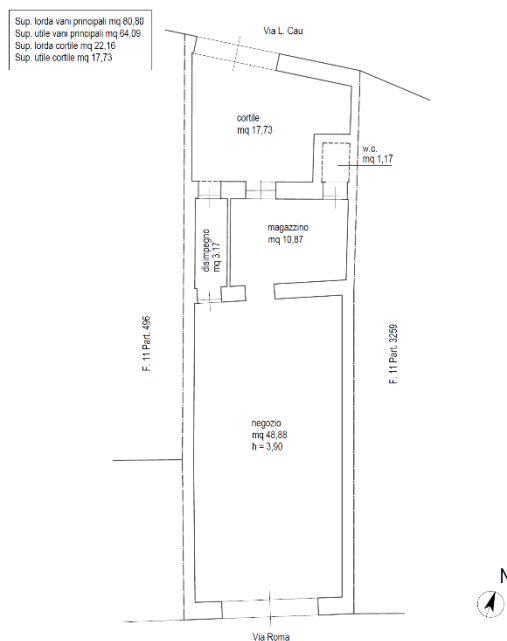 Sup. lorda vani principali mq 80,80
Sup. utile vani principali mq 64,09
Sup. lorda cortile mq 22,16
Sup. utile cortile mq 17,73
Via L. Cau
cortile
mq 17,73
w.c.
mq 1,17
magazzino
mq 10,87
disimpegno
mq 3,17
F. 11 Part. 496
F. 11 Part. 3259
negozio
mq 48,88
h = 3,90
N
Via Roma